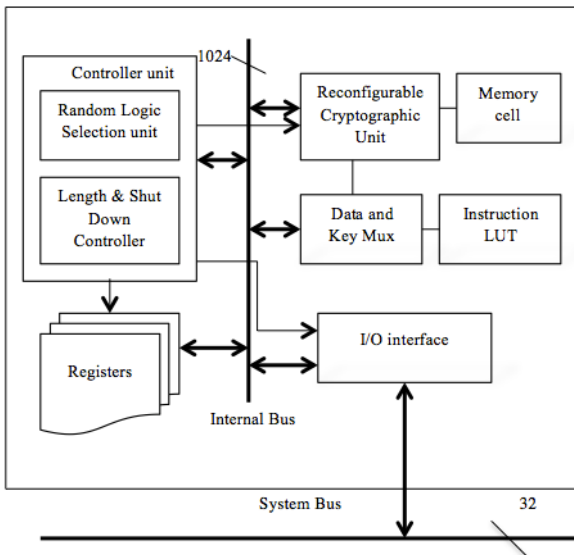 Controller unit
1024
Random Logic
Selection unit
Reconfigurable
Cryptographic
Unit
Memory
cell
Length & Shut
Down
Controller
Data and
Key Mux
Instruction
LUT
Registers
I/O interface
Internal Bus
System Bus
32